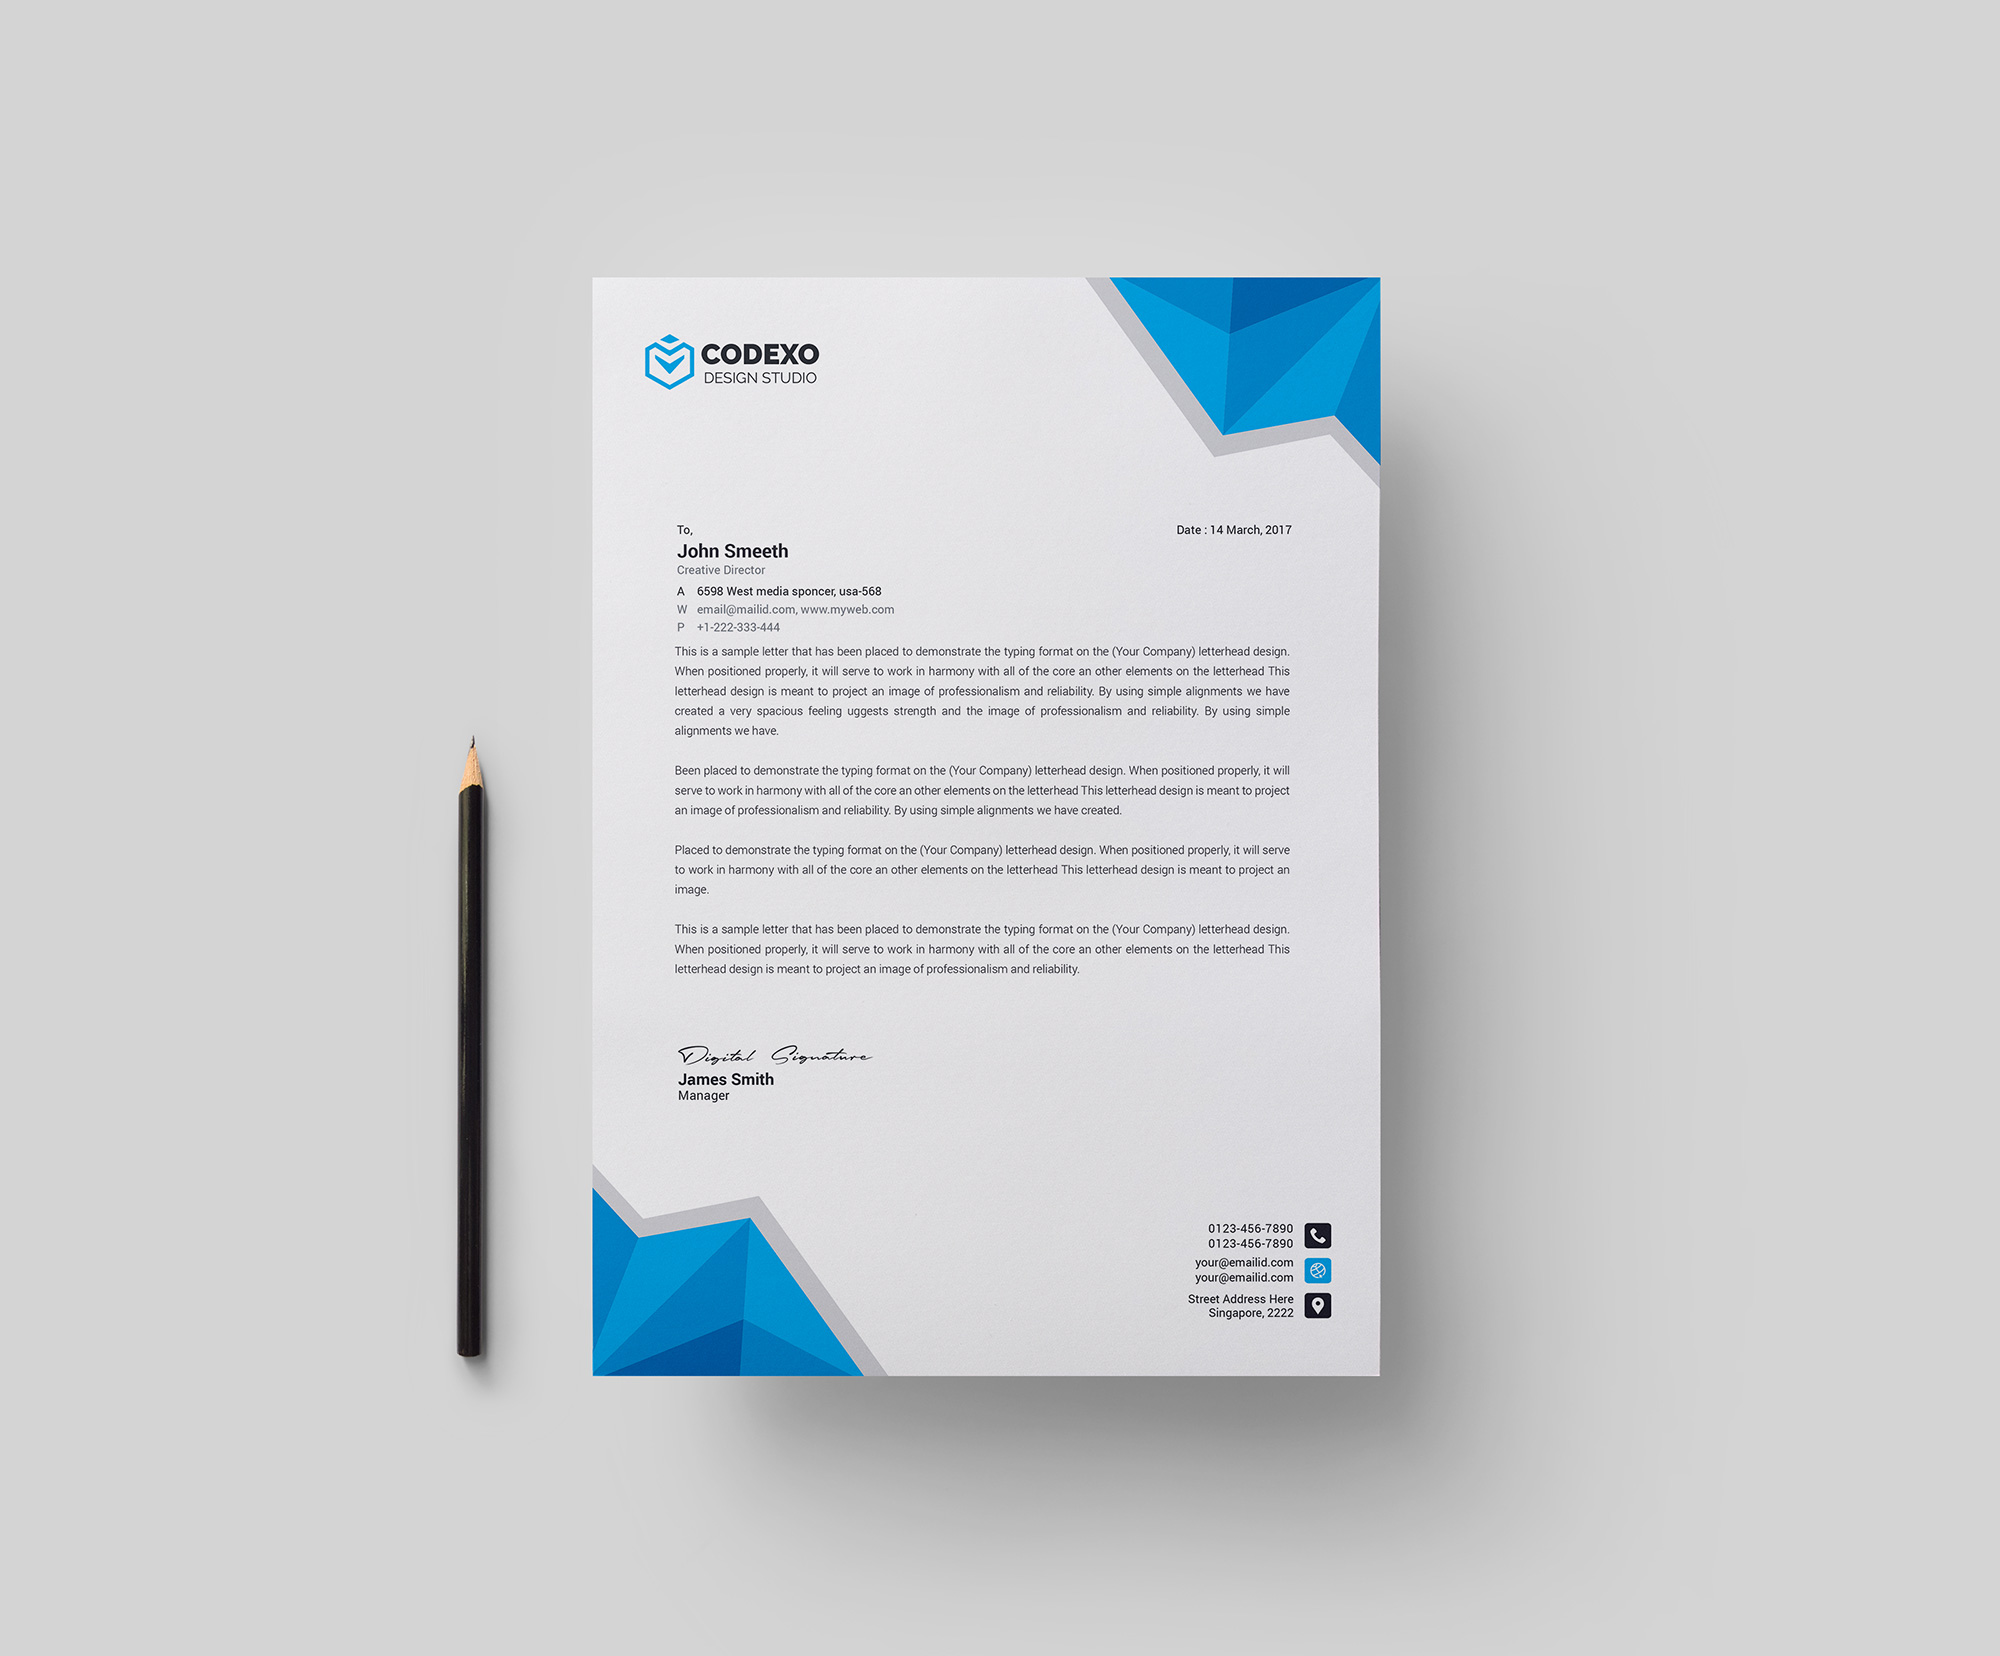 CODEXO
DESIGN STUDIO
To,
Date : 14 March, 2017
John Smeeth
Creative Director
A 6598 West media sponcer, usa-568
W email@mailid.com, www.myweb.com
P +1-222-333-444
This is a sample letter that has been placed to demonstrate the typing format on the (Your Company) letterhead design.
When positioned properly, it will serve to work in harmony with all of the core an other elements on the letterhead This
letterhead design is meant to project an image of professionalism and reliability. By using simple alignments we have
created a very spacious feeling uggests strength and the image of professionalism and reliability. By using simple
alignments we have.
Been placed to demonstrate the typing format on the (Your Company) letterhead design. When positioned properly, it will
serve to work in harmony with all of the core an other elements on the letterhead This letterhead design is meant to project
an image of professionalism and reliability. By using simple alignments we have created.
Placed to demonstrate the typing format on the (Your Company) letterhead design. When positioned properly, it will serve
to work in harmony with all of the core an other elements on the letterhead This letterhead design is meant to project an
image.
This is a sample letter that has been placed to demonstrate the typing format on the (Your Company) letterhead design.
When positioned properly, it will serve to work in harmony with all of the core an other elements on the letterhead This
letterhead design is meant to project an image of professionalism and reliability.
Digital Signature
James Smith
Manager
0123-456-7890
0123-456-7890
your@emailid.com
your@emailid.com
Street Address Here
Singapore, 2222